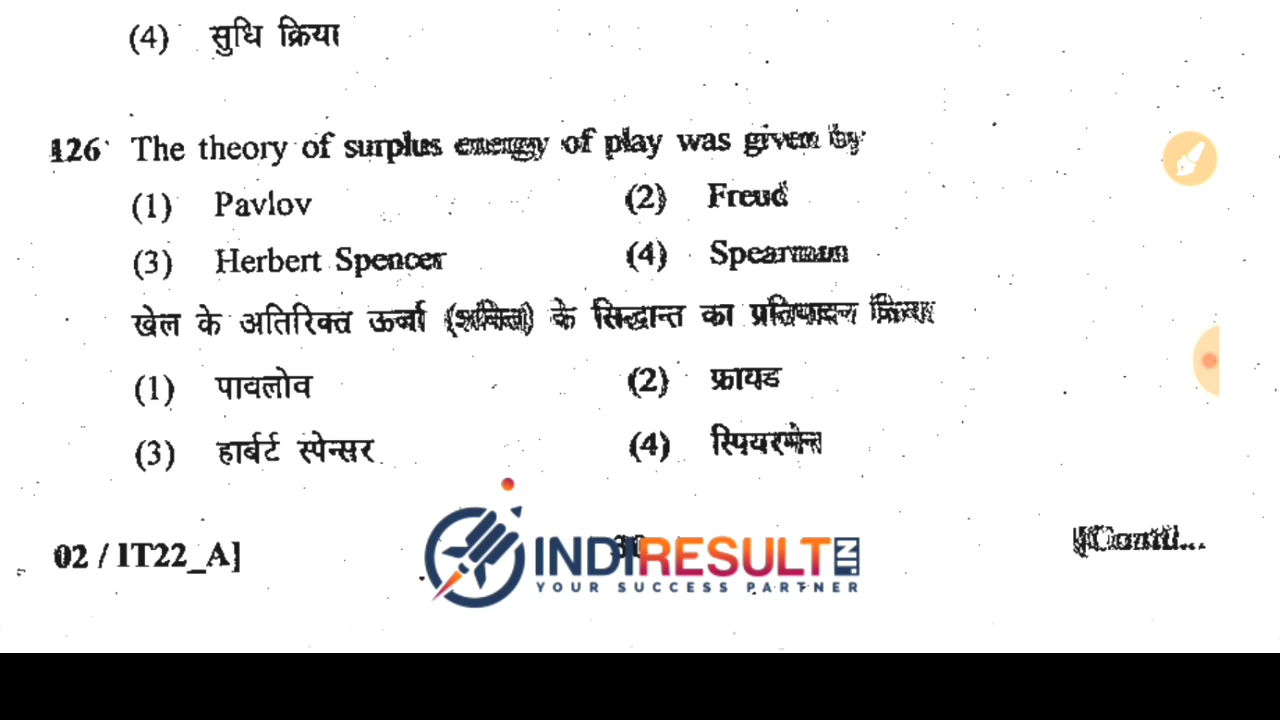 (4) सुधि क्रिया
126 The theory of surplus energy of play was given by
(1) Pavlov (2) Freud
(3) Herbert Spencer (4) Spearman
खेल के अतिरिक्त ऊर्जा (शक्ति) के सिद्धान्त का प्रतिपादन किया
(1) पावलोव (2) फ्रायड
(3) हार्बर्ट स्पेन्सर (4) स्पियरमेन
02 / IT22_A] 30 [Contd...
INDIRESULT.IN
YOUR SUCCESS PARTNER